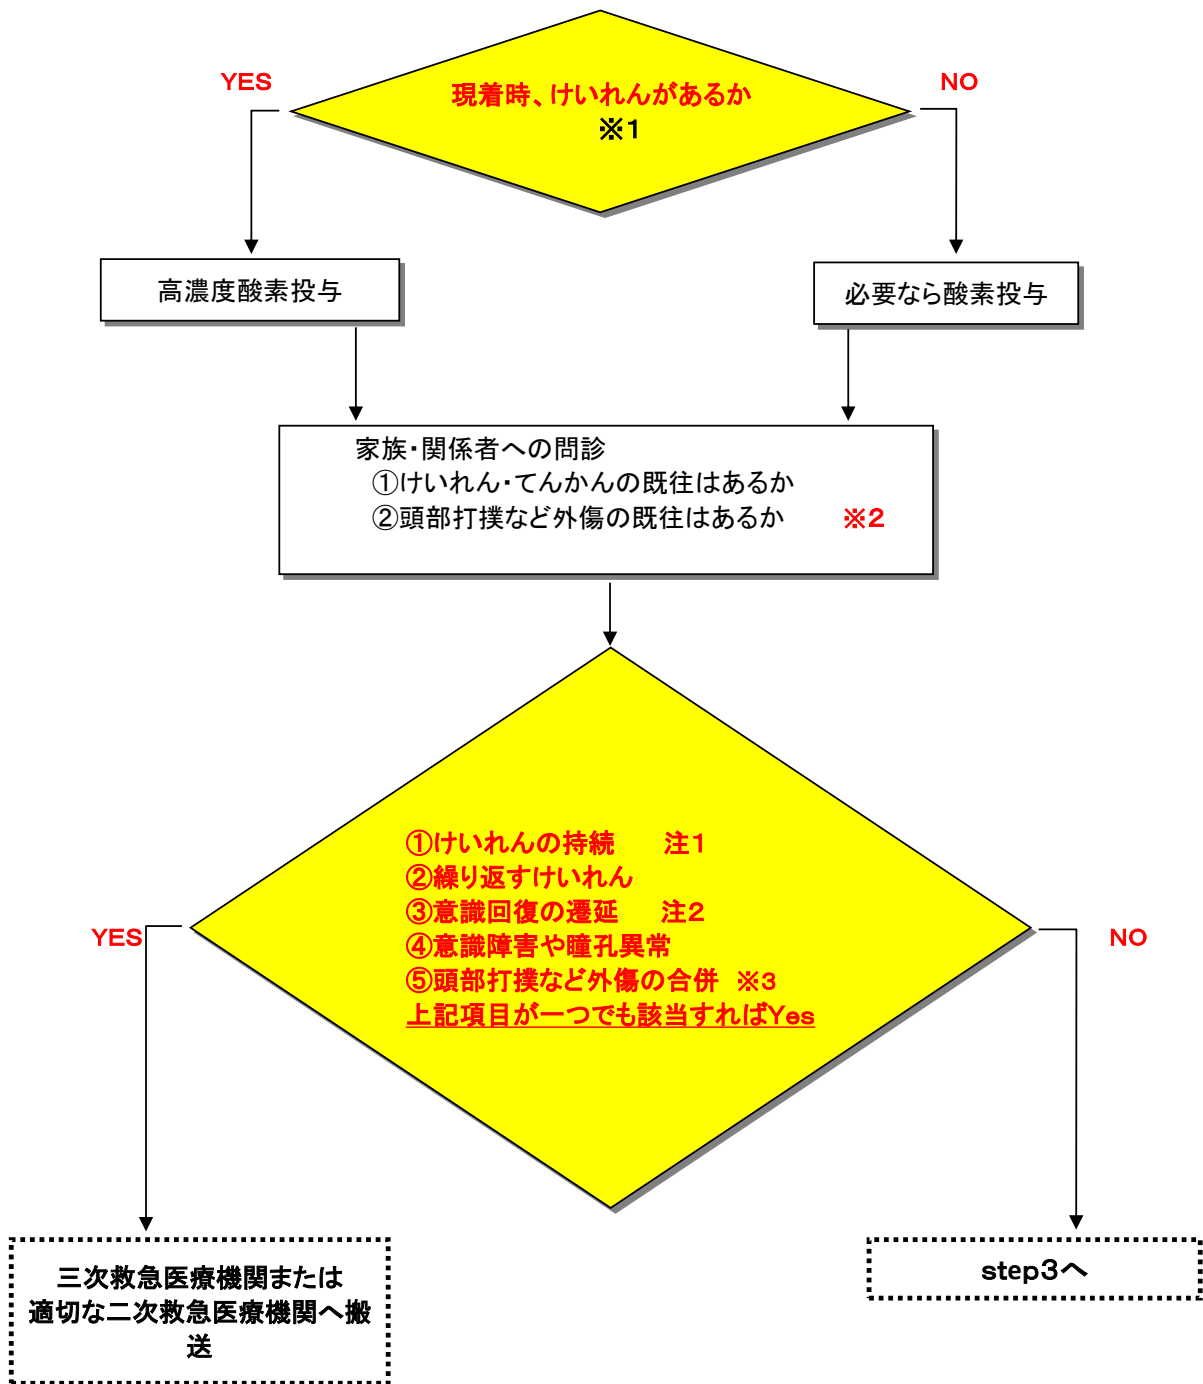 YES
NO
現着時、けいれんがあるか
※1
高濃度酸素投与
必要なら酸素投与
家族・関係者への問診
①けいれん・てんかんの既往はあるか
②頭部打撲など外傷の既往はあるか ※2
①けいれんの持続 注1
②繰り返すけいれん
③意識回復の遷延 注2
④意識障害や瞳孔異常
⑤頭部打撲など外傷の合併 ※3
上記項目が一つでも該当すればYes
YES
NO
三次救急医療機関または
適切な二次救急医療機関へ搬
送
step3へ